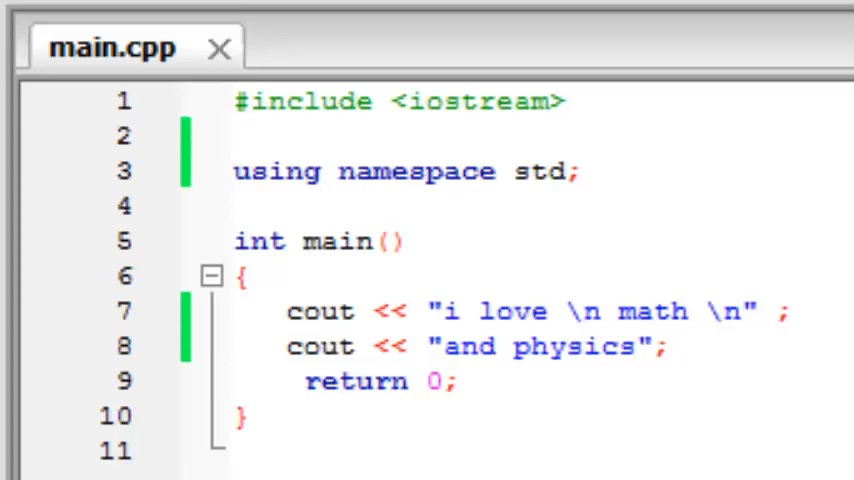 main.cpp
1 #include <iostream>
2
3 using namespace std;
4
5 int main()
6 {
7 cout << "i love \n math \n" ;
8 cout << "and physics";
9 return 0;
10 }
11